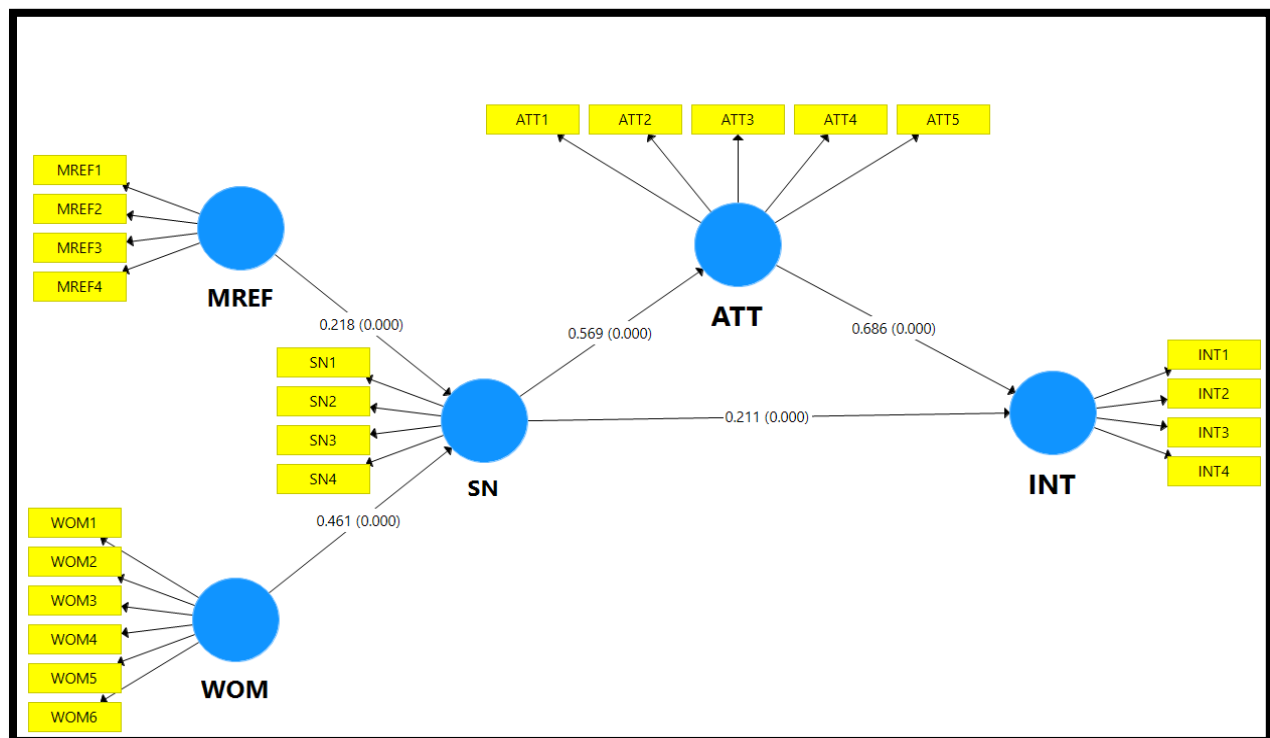 ATT1
ATT2
ATT3
ATT4
ATT5
MREF1
MREF2
MREF3
MREF4
MREF
ATT
0.218 (0.000)
0.569 (0.000)
0.686 (0.000)
SN1
SN2
SN3
SN4
INT1
INT2
INT3
INT4
0.211 (0.000)
SN
INT
0.461 (0.000)
WOM1
WOM2
WOM3
WOM4
WOM5
WOM6
WOM